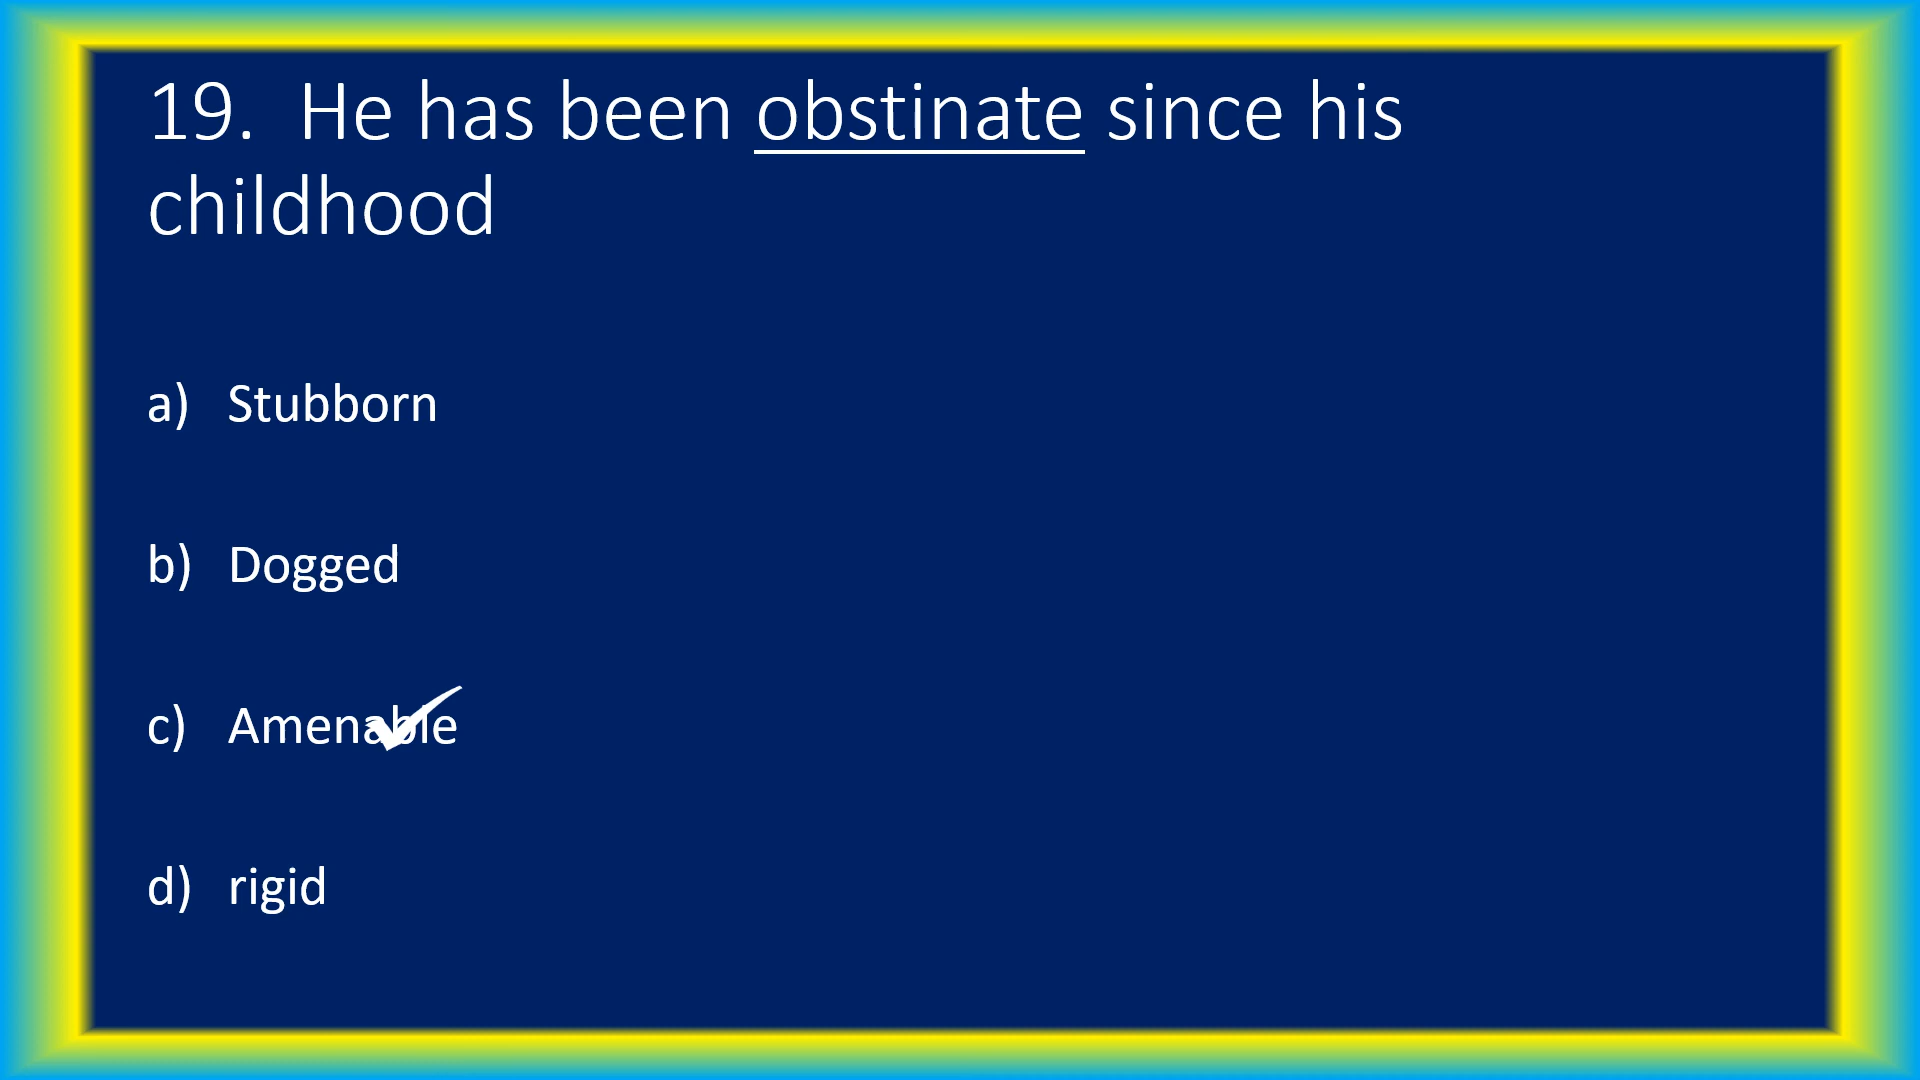 19. He has been obstinate since his
childhood
a) Stubborn
b) Dogged
c) Amenable
d) rigid